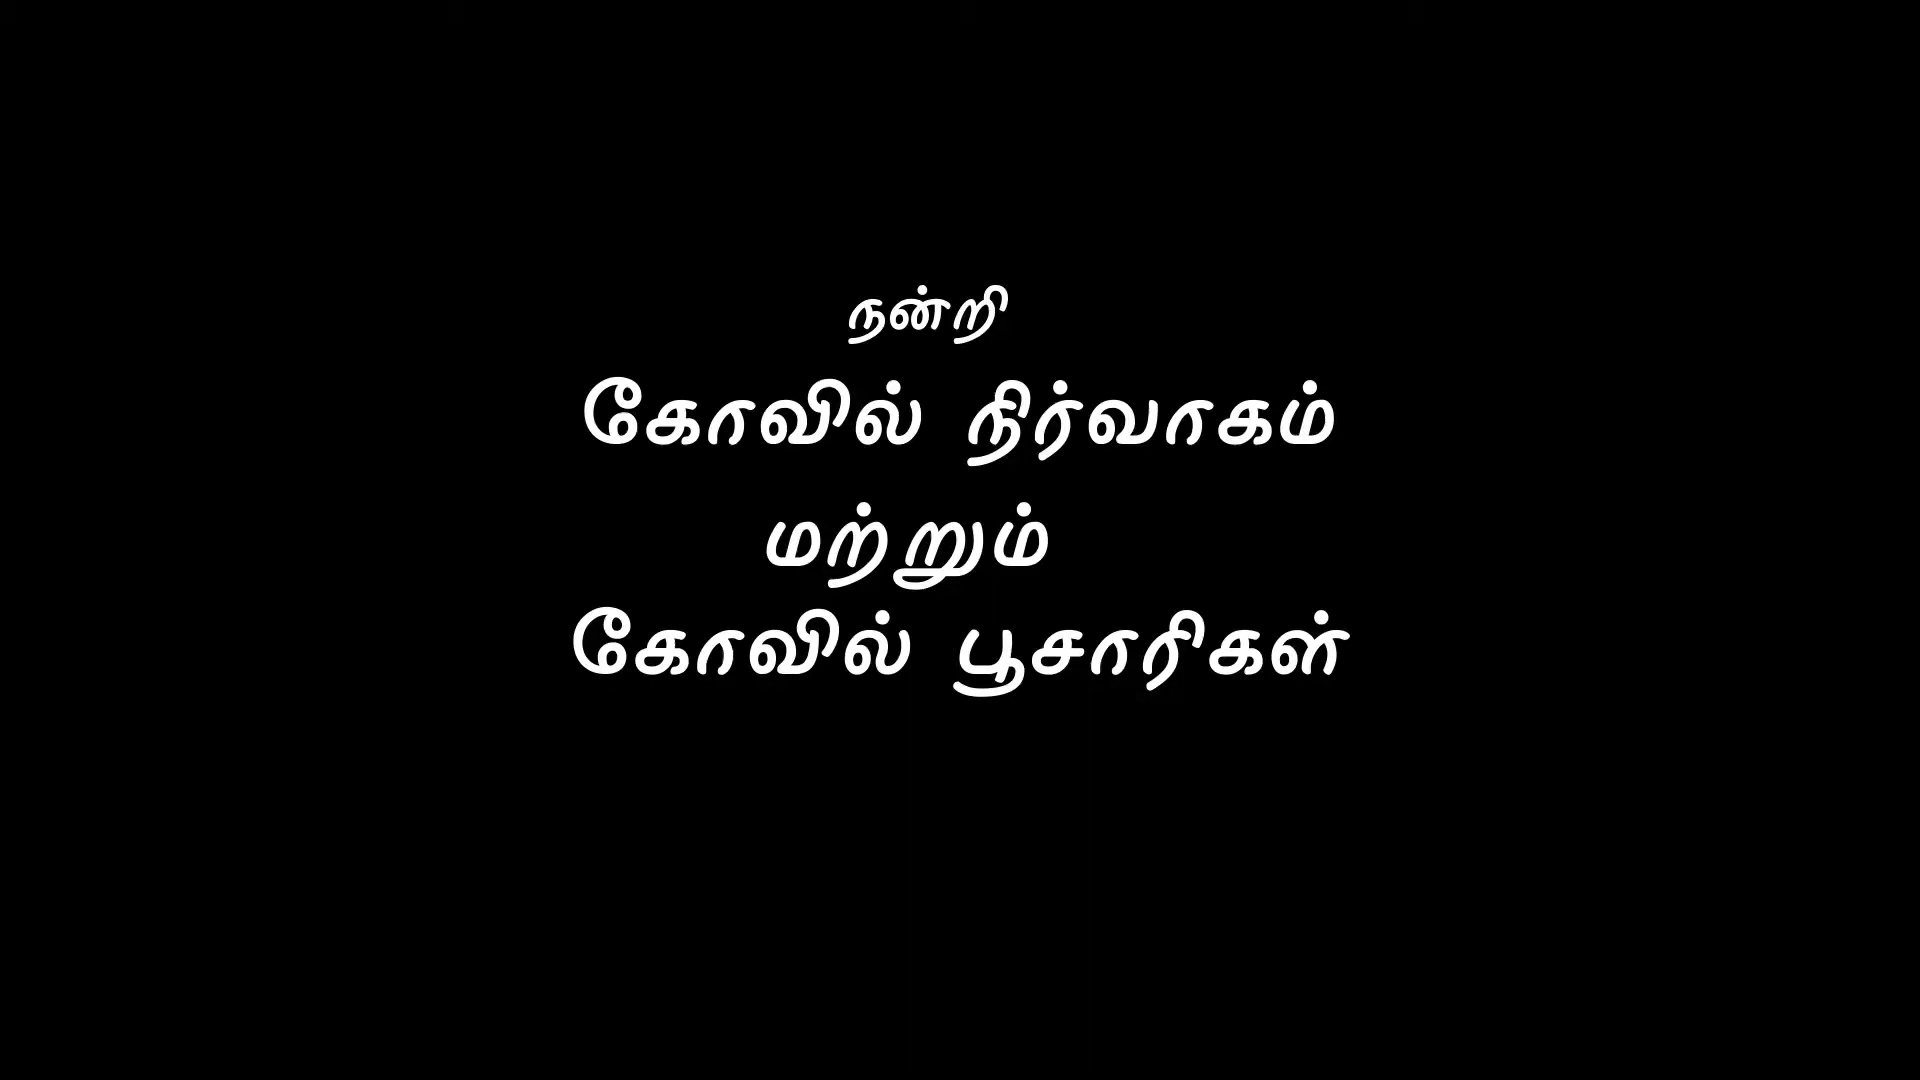 நன்றி
கோவில் நிர்வாகம்
மற்றும்
கோவில் பூசாரிகள்